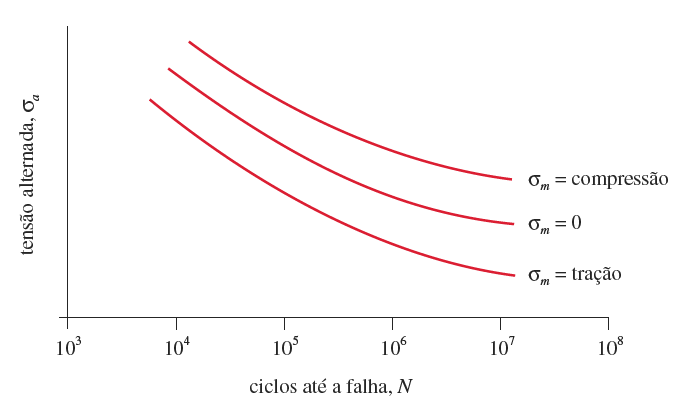 tensão alternada, σₐ
σₘ = compressão
σₘ = 0
σₘ = tração
10³ 10⁴ 10⁵ 10⁶ 10⁷ 10⁸
ciclos até a falha, N